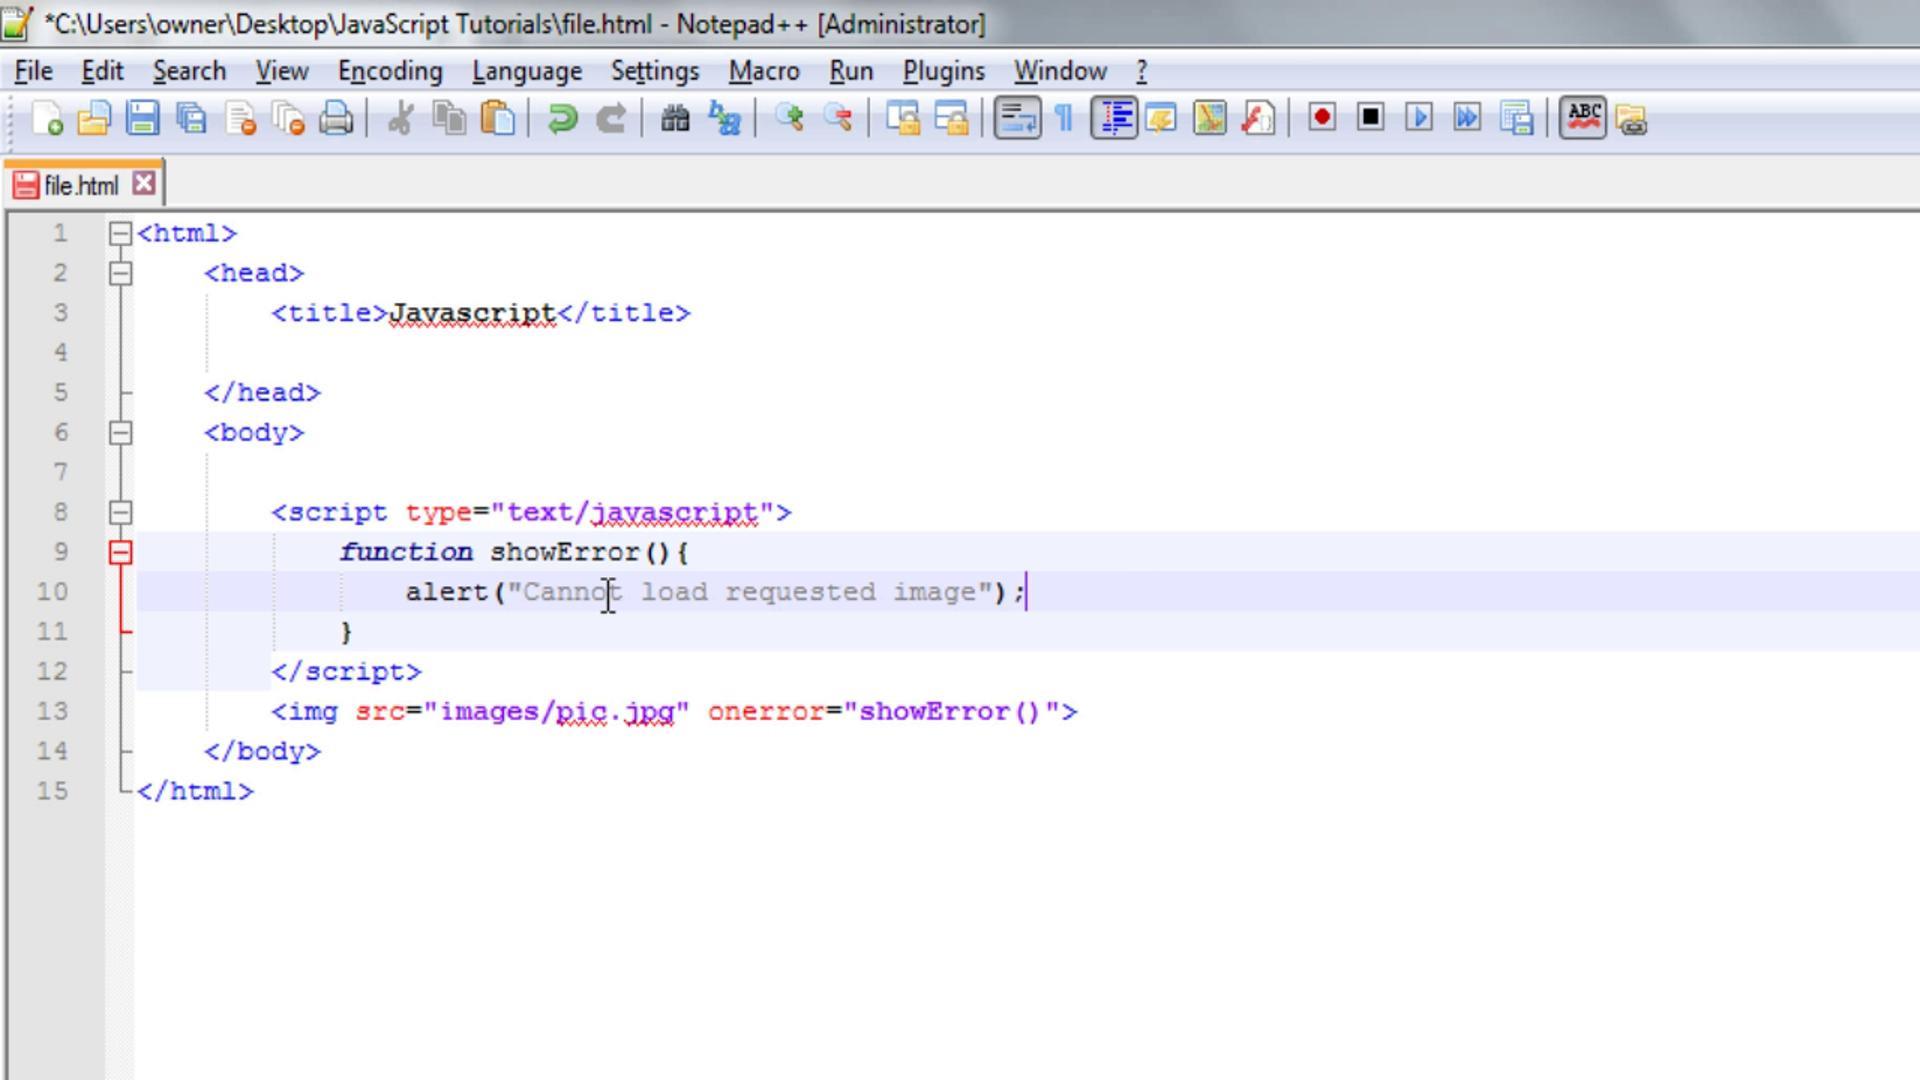 *C:\Users\owner\Desktop\JavaScript Tutorials\file.html - Notepad++ [Administrator]
File Edit Search View Encoding Language Settings Macro Run Plugins Window ?
ABC
file.html
1 <html>
2 <head>
3 <title>Javascript</title>
4
5 </head>
6 <body>
7
8 <script type="text/javascript">
9 function showError(){
10 alert("Cannot load requested image");
11 }
12 </script>
13 <img src="images/pic.jpg" onerror="showError()">
14 </body>
15 </html>